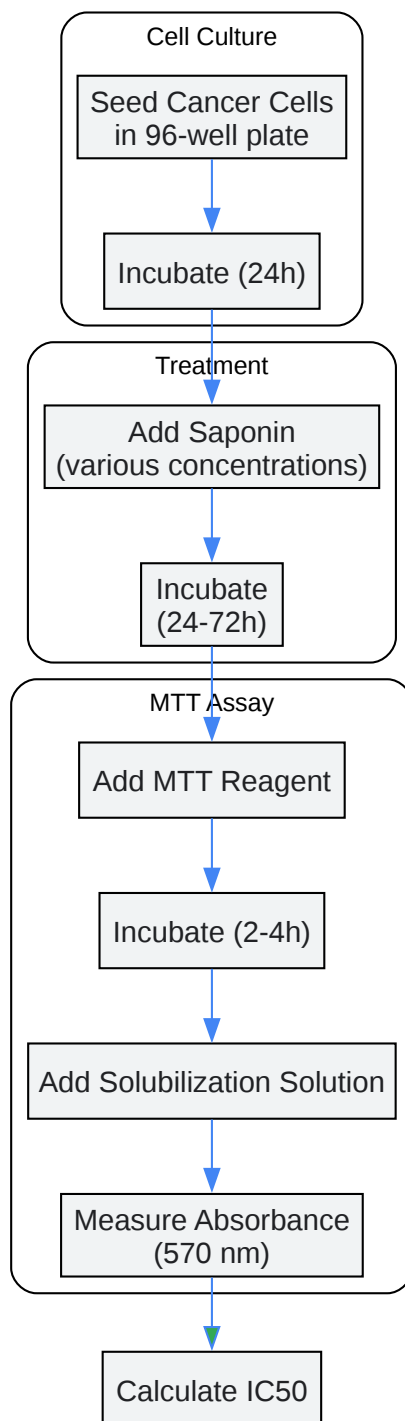 Cell Culture
Seed Cancer Cells
in 96-well plate
Incubate (24h)
Treatment
Add Saponin
(various concentrations)
Incubate
(24-72h)
MTT Assay
Add MTT Reagent
Incubate (2-4h)
Add Solubilization Solution
Measure Absorbance
(570 nm)
Calculate IC50